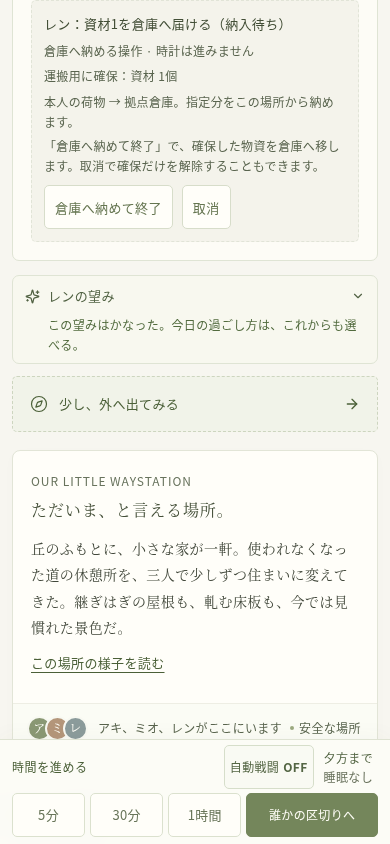 レン：資材1を倉庫へ届ける（納入待ち）
倉庫へ納める操作 · 時計は進みません
運搬用に確保：資材 1個
本人の荷物 → 拠点倉庫。指定分をこの場所から納め
ます。
「倉庫へ納めて終了」で、確保した物資を倉庫へ移し
ます。取消で確保だけを解除することもできます。
倉庫へ納めて終了 取消
レンの望み
この望みはかなった。今日の過ごし方は、これからも選
べる。
少し、外へ出てみる
OUR LITTLE WAYSTATION
ただいま、と言える場所。
丘のふもとに、小さな家が一軒。使われなくなっ
た道の休憩所を、三人で少しずつ住まいに変えて
きた。継ぎはぎの屋根も、軋む床板も、今では見
慣れた景色だ。
この場所の様子を読む
ア ミ レ アキ、ミオ、レンがここにいます 安全な場所
時間を進める 自動戦闘 OFF 夕方まで
睡眠なし
5分 30分 1時間 誰かの区切りへ